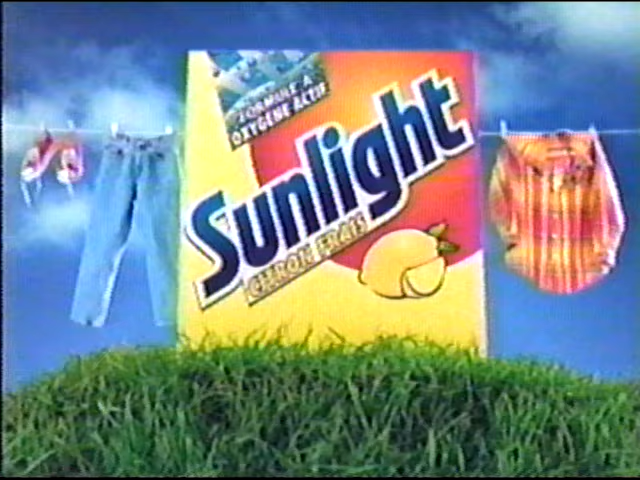 FORMULE À
OXYGÈNE ACTIF
Sunlight
CITRON FRAIS